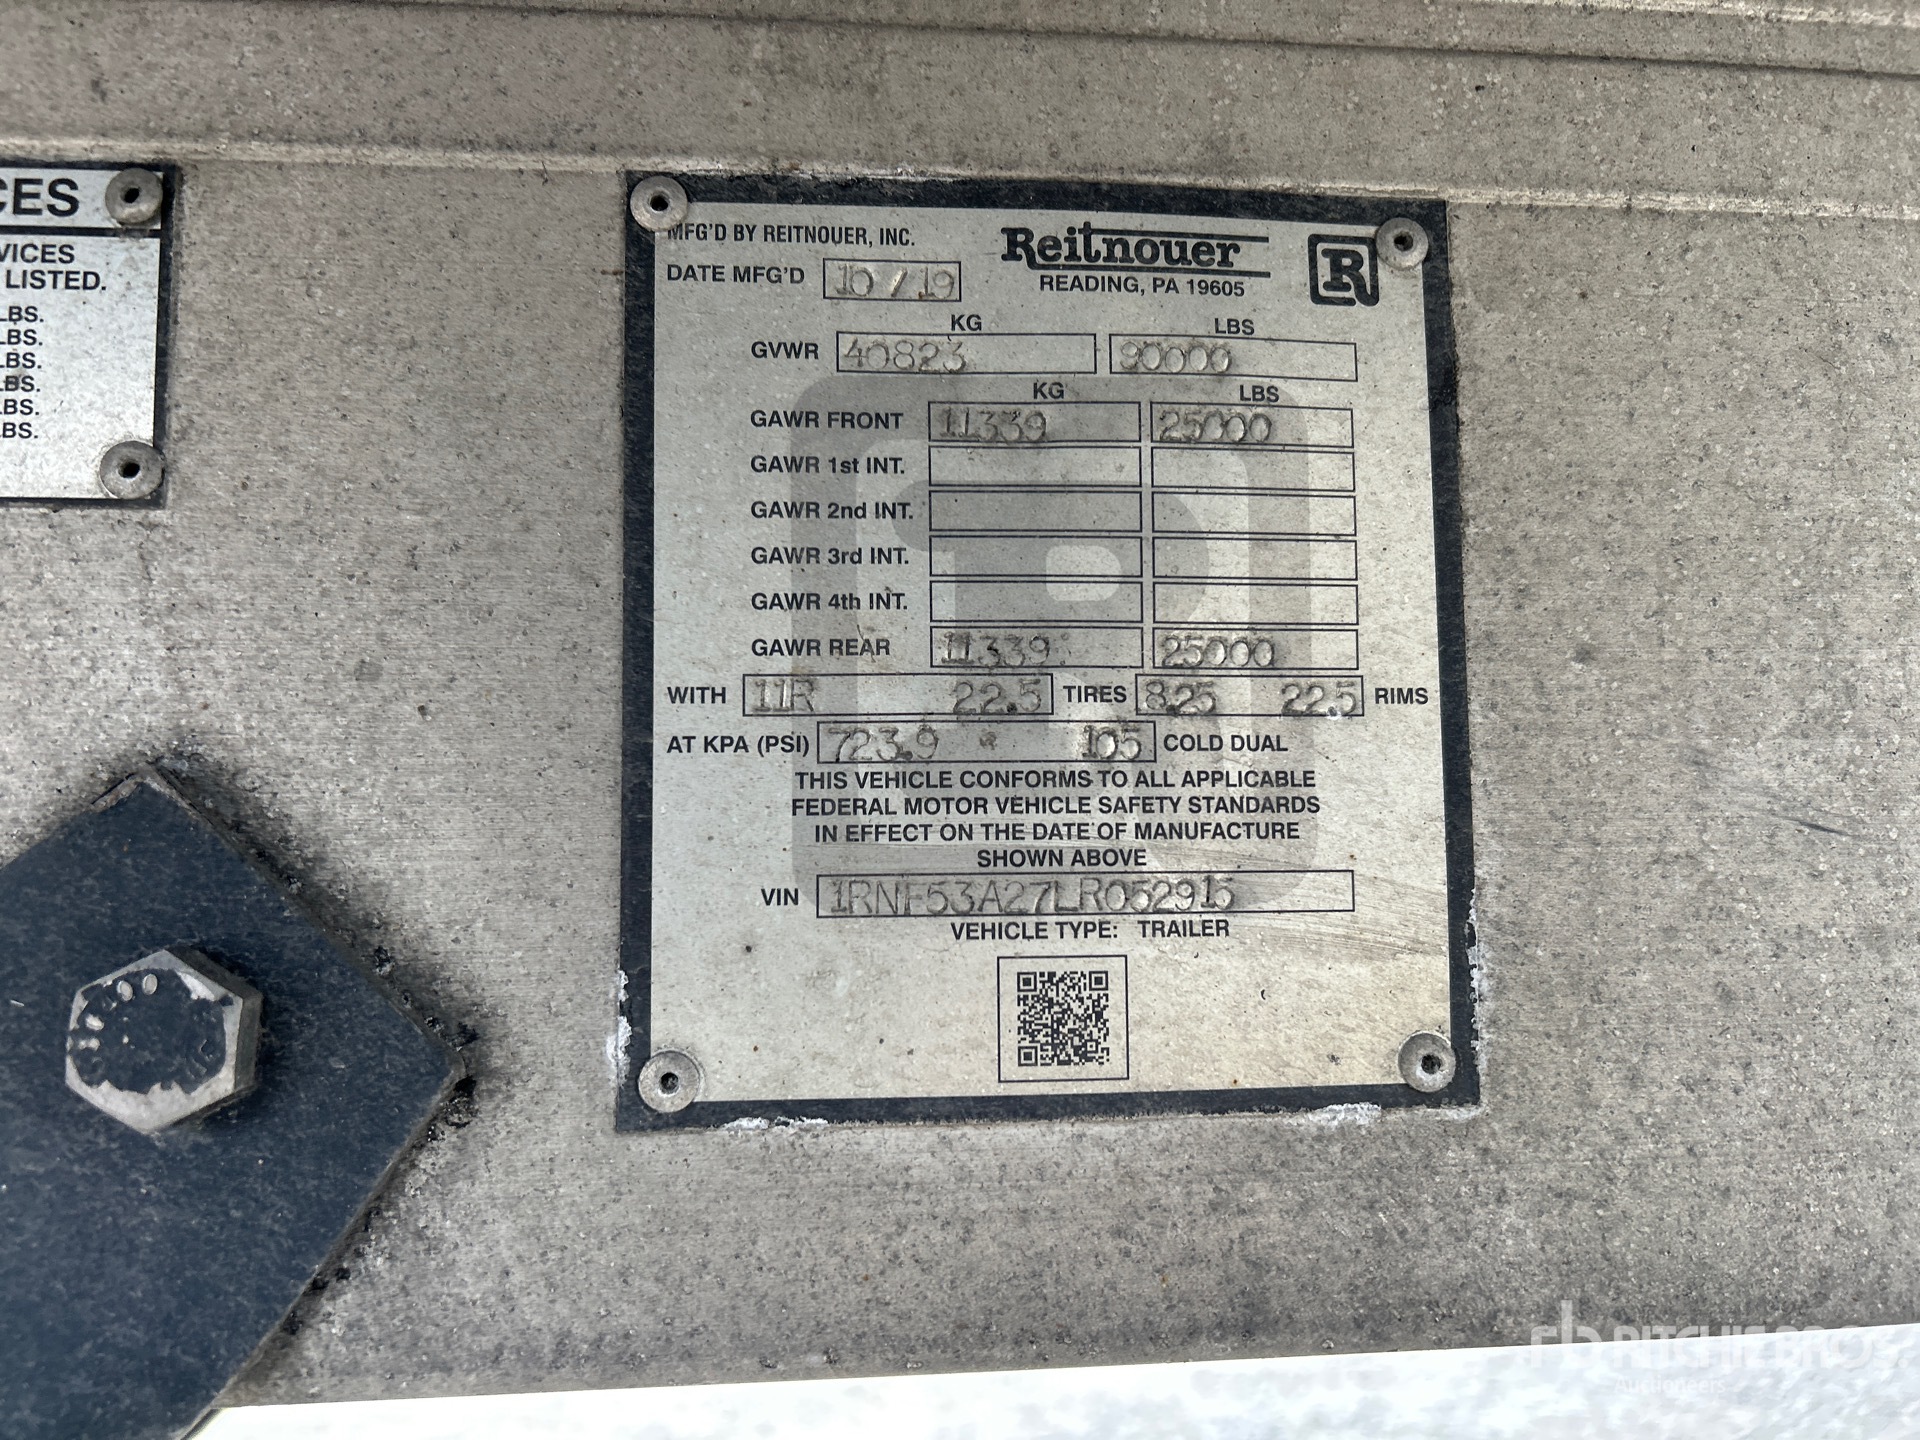 CES
VICES
LISTED.
LBS.
LBS.
LBS.
LBS.
LBS.
LBS.
MFG'D BY REITNOUER, INC.
Reitnouer
R
DATE MFG'D 10/19
READING, PA 19605
KG LBS
GVWR 40823 90000
KG LBS
GAWR FRONT 11339 25000
GAWR 1st INT.
GAWR 2nd INT.
GAWR 3rd INT.
GAWR 4th INT.
GAWR REAR 11339 25000
WITH 11R 22.5 TIRES 8.25 22.5 RIMS
AT KPA (PSI) 723.9 105 COLD DUAL
THIS VEHICLE CONFORMS TO ALL APPLICABLE
FEDERAL MOTOR VEHICLE SAFETY STANDARDS
IN EFFECT ON THE DATE OF MANUFACTURE
SHOWN ABOVE
VIN 1RNF53A27LR052915
VEHICLE TYPE: TRAILER
rb RITCHIE BROS.
Auctioneers